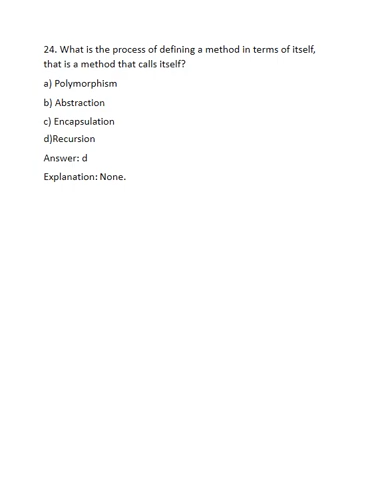 24. What is the process of defining a method in terms of itself,
that is a method that calls itself?
a) Polymorphism
b) Abstraction
c) Encapsulation
d)Recursion
Answer: d
Explanation: None.